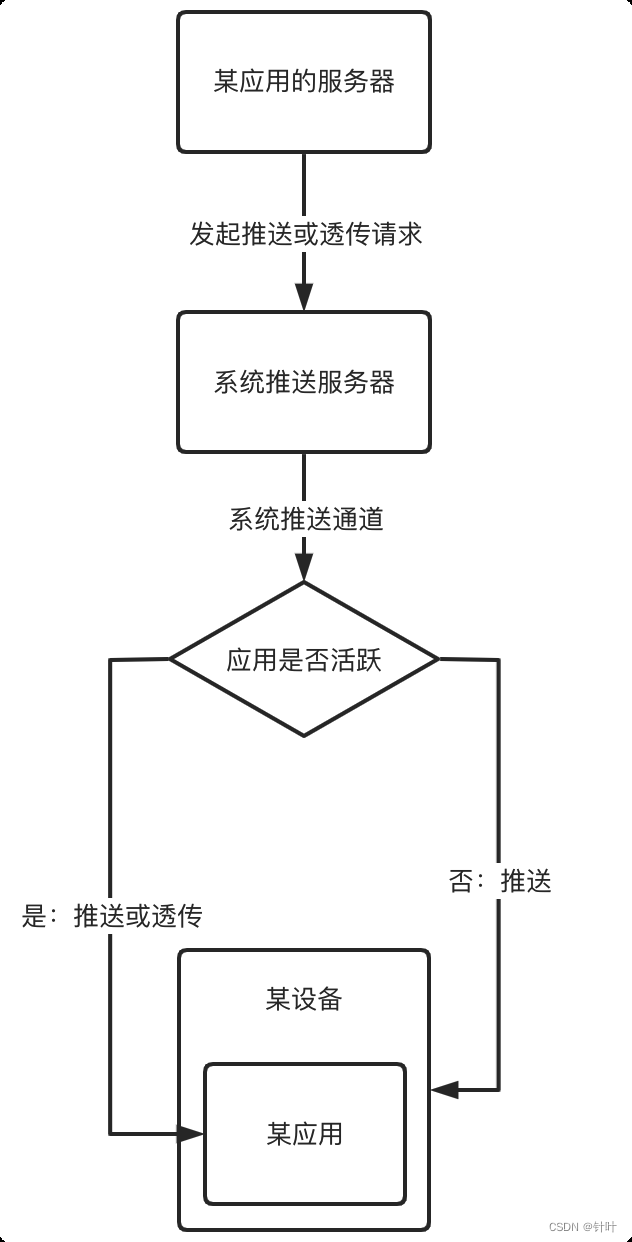 某应用的服务器
发起推送或透传请求
系统推送服务器
系统推送通道
应用是否活跃
否：推送
是：推送或透传
某设备
某应用
CSDN @针叶